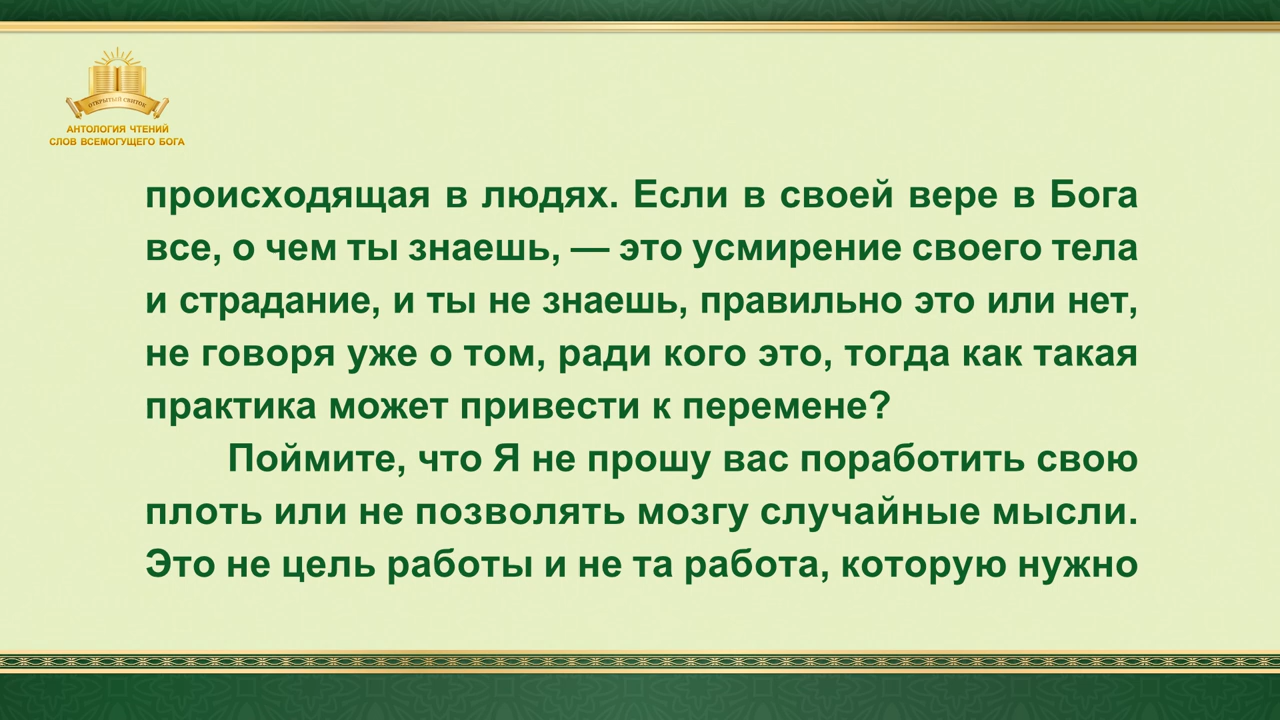 ОТКРЫТЫЙ СВИТОК
АНТОЛОГИЯ ЧТЕНИЙ
СЛОВ ВСЕМОГУЩЕГО БОГА
происходящая в людях. Если в своей вере в Бога
все, о чем ты знаешь, — это усмирение своего тела
и страдание, и ты не знаешь, правильно это или нет,
не говоря уже о том, ради кого это, тогда как такая
практика может привести к перемене?
Поймите, что Я не прошу вас поработить свою
плоть или не позволять мозгу случайные мысли.
Это не цель работы и не та работа, которую нужно